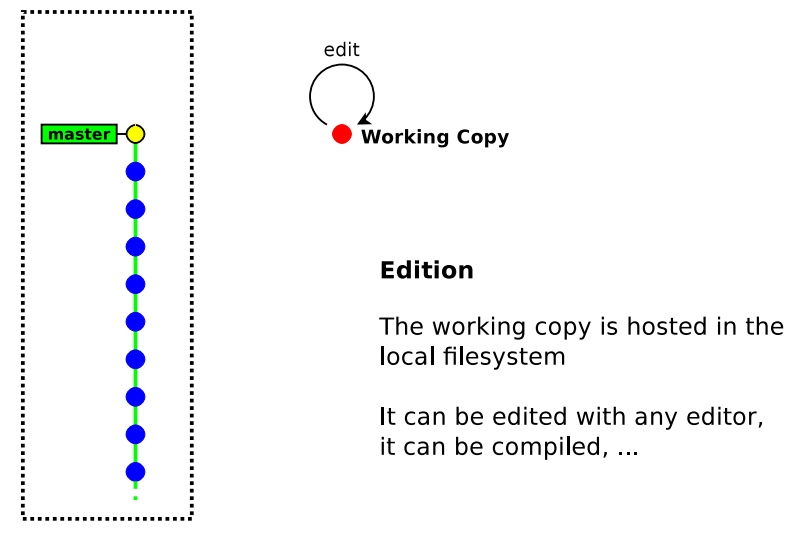 edit
master
Working Copy
Edition
The working copy is hosted in the
local filesystem
It can be edited with any editor,
it can be compiled, ...